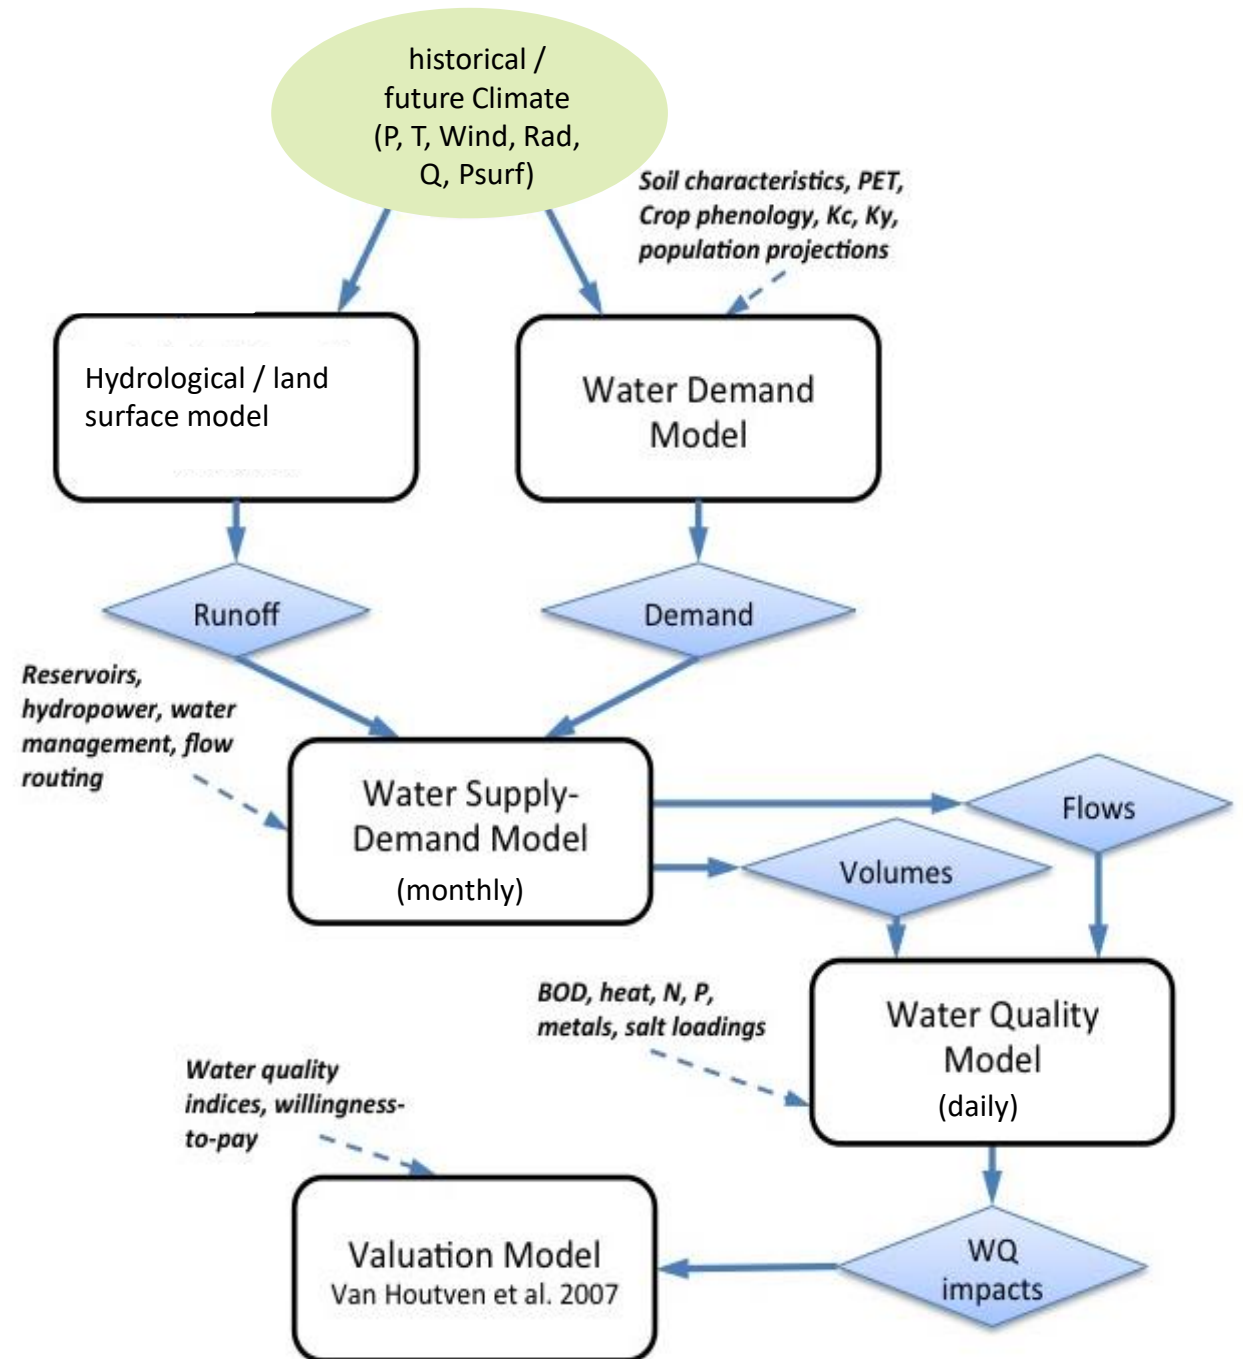 historical /
future Climate
(P, T, Wind, Rad,
Q, Psurf)
Soil characteristics, PET,
Crop phenology, Kc, Ky,
population projections
Hydrological / land
surface model
Water Demand
Model
Runoff
Demand
Reservoirs,
hydropower, water
management, flow
routing
Water Supply-
Demand Model
(monthly)
Flows
Volumes
BOD, heat, N, P,
metals, salt loadings
Water Quality
Model
(daily)
Water quality
indices, willingness-
to-pay
Valuation Model
Van Houtven et al. 2007
WQ
impacts